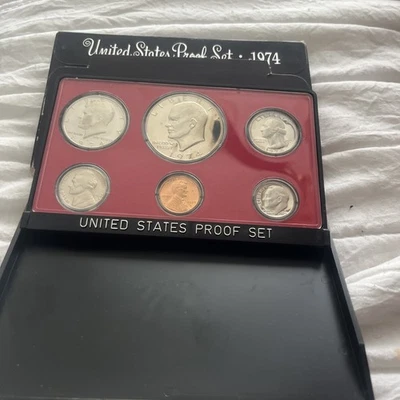 United States Proof Set · 1974
UNITED STATES PROOF SET